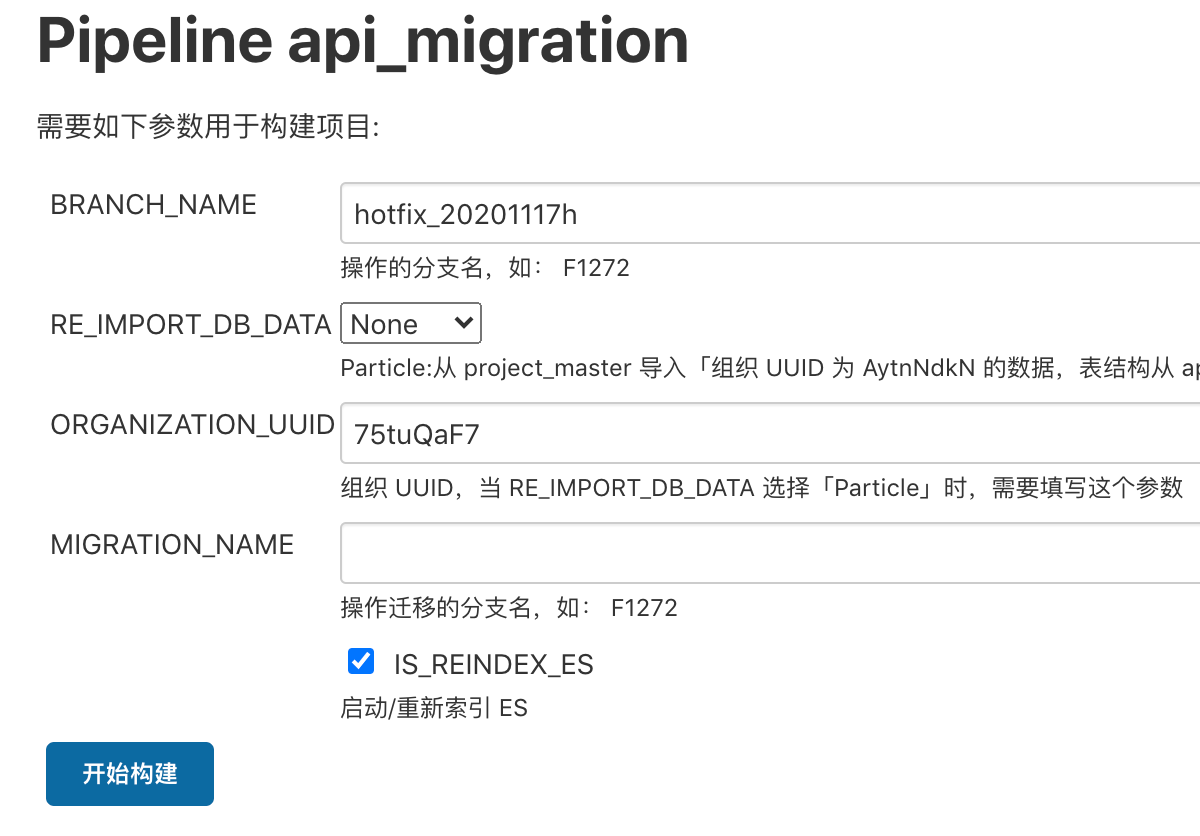 Pipeline api_migration
需要如下参数用于构建项目:
BRANCH_NAME
hotfix_20201117h
操作的分支名，如： F1272
RE_IMPORT_DB_DATA
None
Particle:从 project_master 导入「组织 UUID 为 AytnNdkN 的数据，表结构从 ap
ORGANIZATION_UUID
75tuQaF7
组织 UUID，当 RE_IMPORT_DB_DATA 选择「Particle」时，需要填写这个参数
MIGRATION_NAME
操作迁移的分支名，如： F1272
IS_REINDEX_ES
启动/重新索引 ES
开始构建